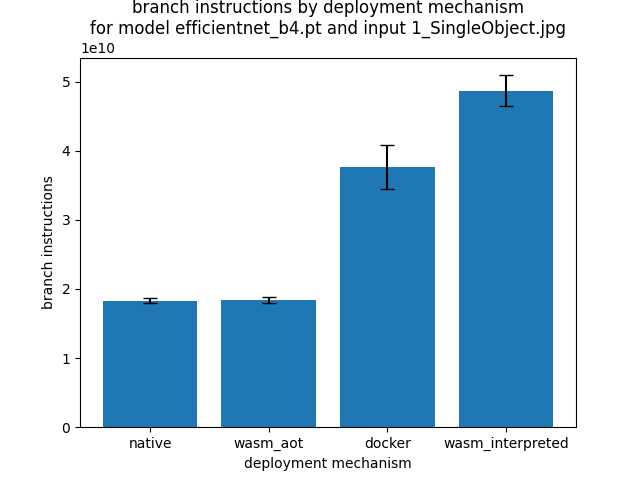 branch instructions by deployment mechanism
for model efficientnet_b4.pt and input 1_SingleObject.jpg
1e10
5
4
3
2
1
0
branch instructions
native wasm_aot docker wasm_interpreted
deployment mechanism